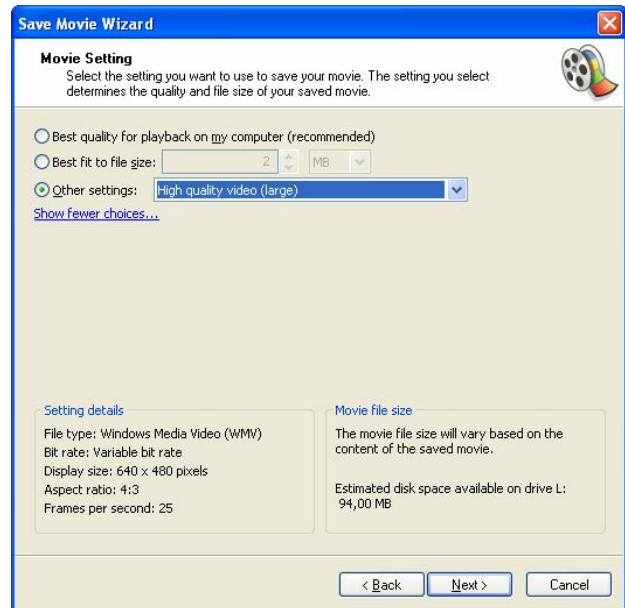 Save Movie Wizard
Movie Setting
Select the setting you want to use to save your movie. The setting you select
determines the quality and file size of your saved movie.
Best quality for playback on my computer (recommended)
Best fit to file size: 2 MB
Other settings: High quality video (large)
Show fewer choices...
Setting details
File type: Windows Media Video (WMV)
Bit rate: Variable bit rate
Display size: 640 x 480 pixels
Aspect ratio: 4:3
Frames per second: 25
Movie file size
The movie file size will vary based on the
content of the saved movie.
Estimated disk space available on drive L:
94,00 MB
< Back Next > Cancel